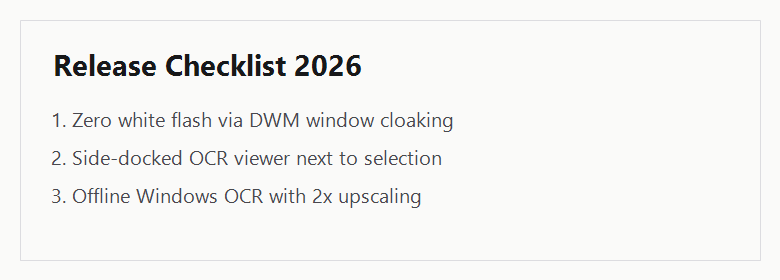 Release Checklist 2026
1. Zero white flash via DWM window cloaking
2. Side-docked OCR viewer next to selection
3. Offline Windows OCR with 2x upscaling